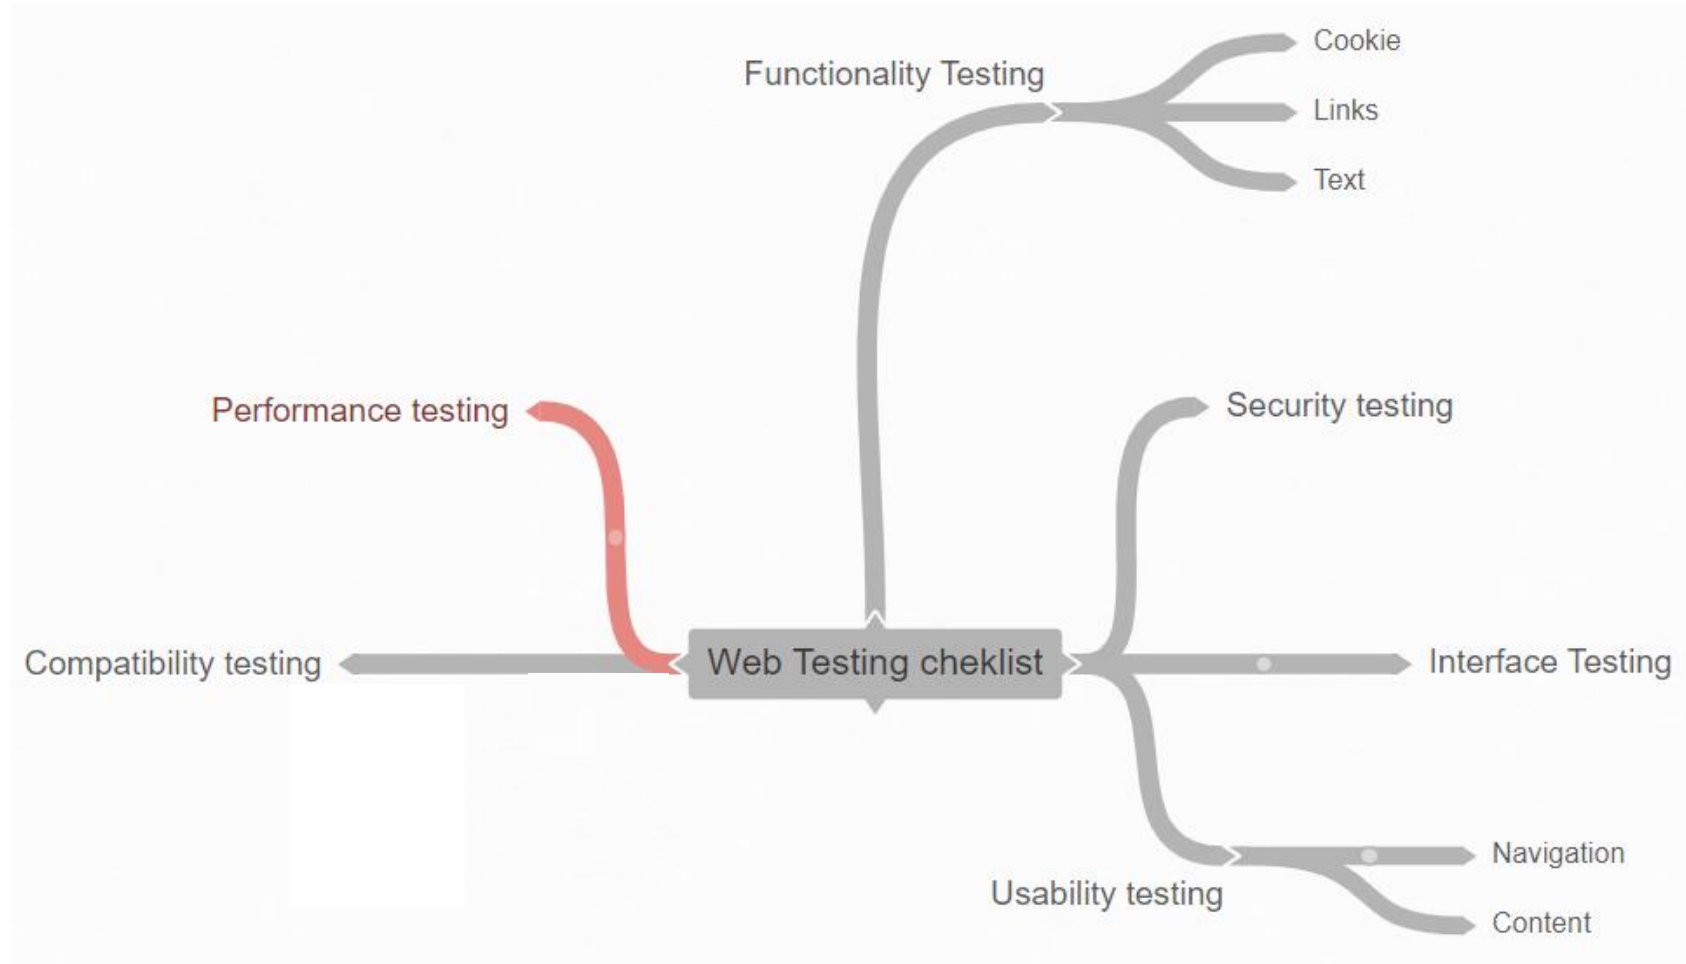 Cookie
Functionality Testing
Links
Text
Performance testing
Security testing
Compatibility testing
Web Testing cheklist
Interface Testing
Navigation
Usability testing
Content